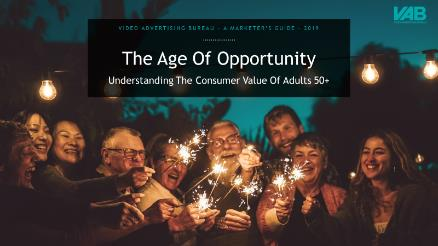 VAB
VIDEO ADVERTISING BUREAU - A MARKETER'S GUIDE - 2019
The Age Of Opportunity
Understanding The Consumer Value Of Adults 50+